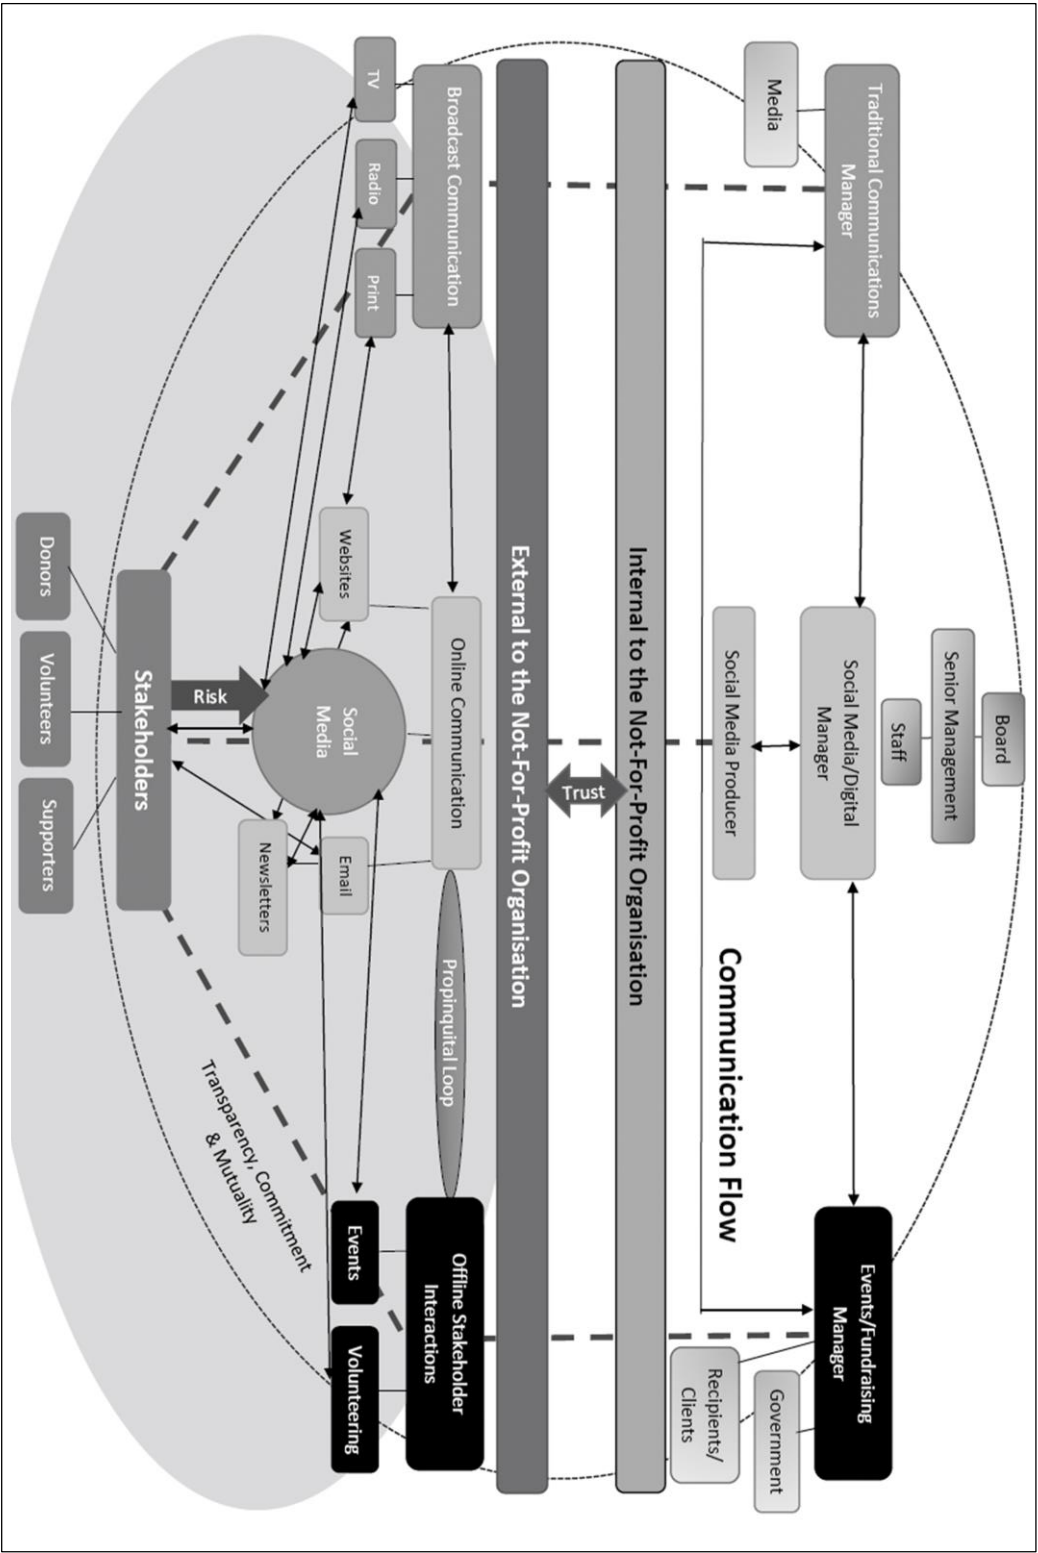 Board
Senior Management
Staff
Traditional Communications
Manager
Media
Social Media/Digital
Manager
Social Media Producer
Events/Fundraising
Manager
Government
Recipients/
Clients
Communication Flow
Internal to the Not-For-Profit Organisation
Trust
External to the Not-For-Profit Organisation
Broadcast Communication
TV
Radio
Print
Online Communication
Propinquital Loop
Offline Stakeholder
Interactions
Websites
Social
Media
Email
Newsletters
Events
Volunteering
Risk
Transparency, Commitment
& Mutuality
Stakeholders
Donors
Volunteers
Supporters